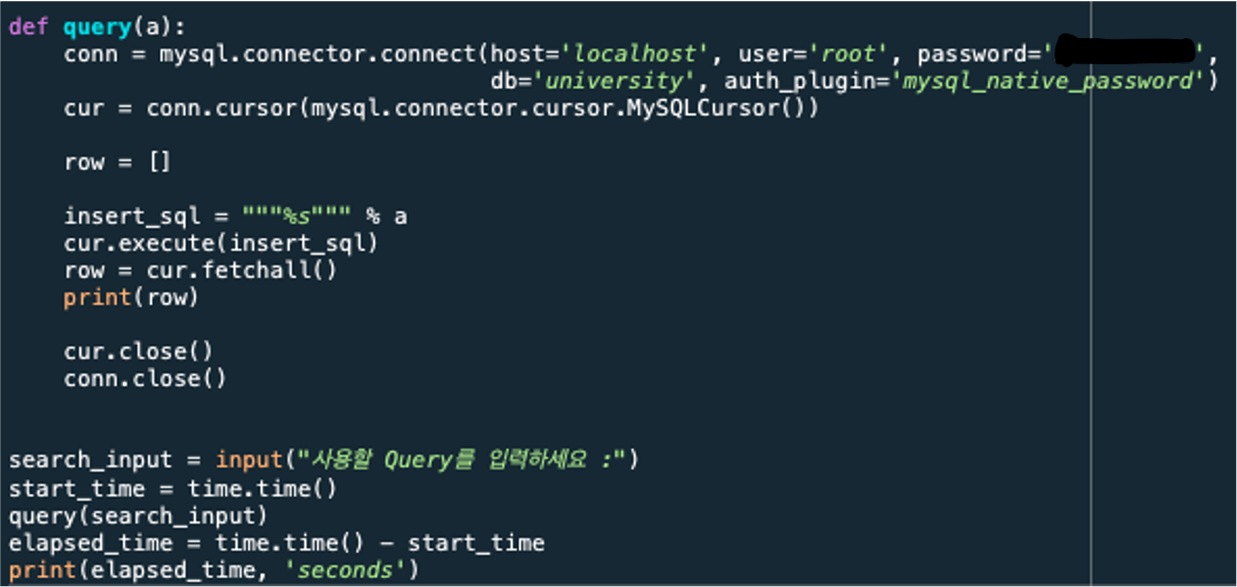 def query(a):
    conn = mysql.connector.connect(host='localhost', user='root', password='',
                                   db='university', auth_plugin='mysql_native_password')
    cur = conn.cursor(mysql.connector.cursor.MySQLCursor())
    row = []
    insert_sql = """%s""" % a
    cur.execute(insert_sql)
    row = cur.fetchall()
    print(row)
    cur.close()
    conn.close()
search_input = input("사용할 Query를 입력하세요 :")
start_time = time.time()
query(search_input)
elapsed_time = time.time() - start_time
print(elapsed_time, 'seconds')